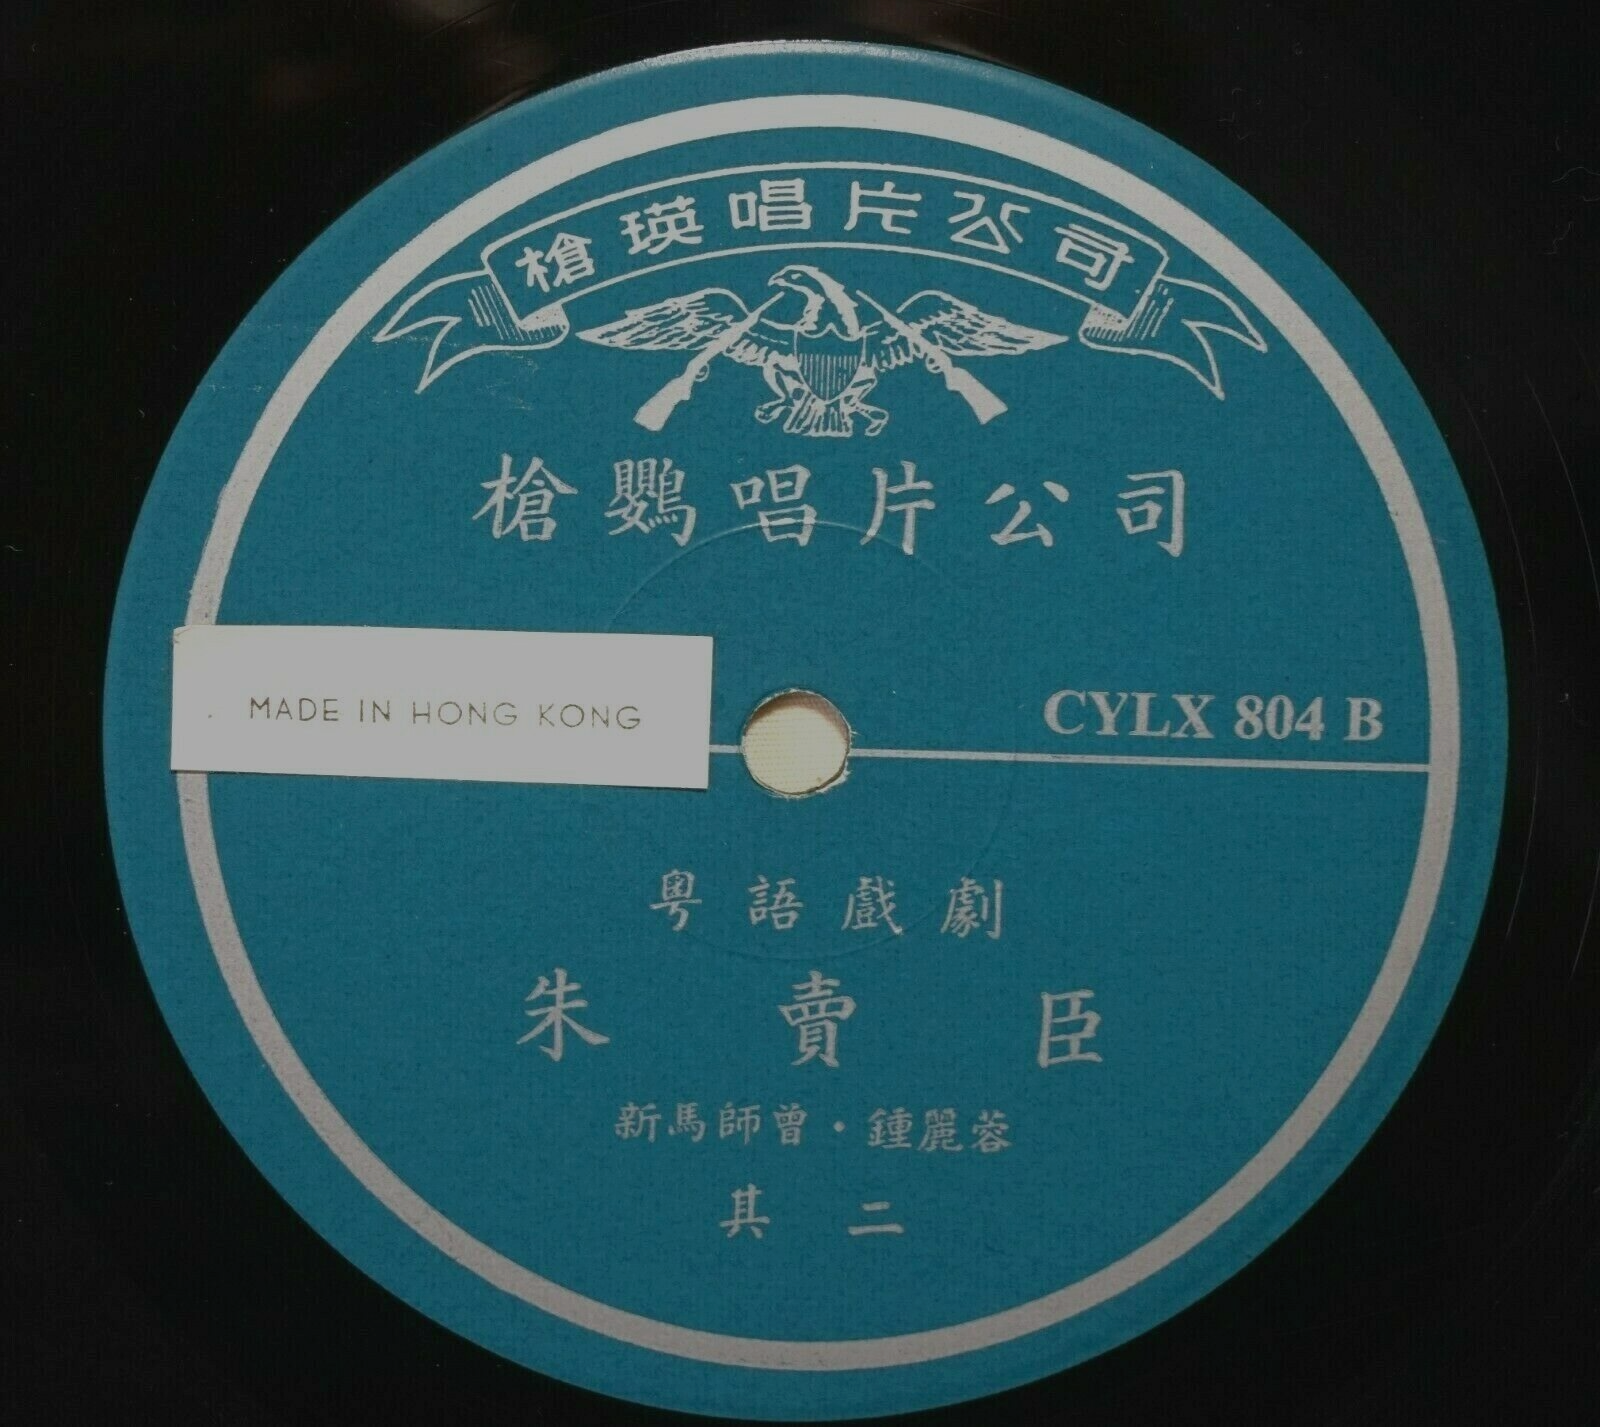 槍瑛唱片公司
槍鸚唱片公司
MADE IN HONG KONG
CYLX 804 B
粵語戲劇
朱賣臣
新馬師曾・鍾麗蓉
其二